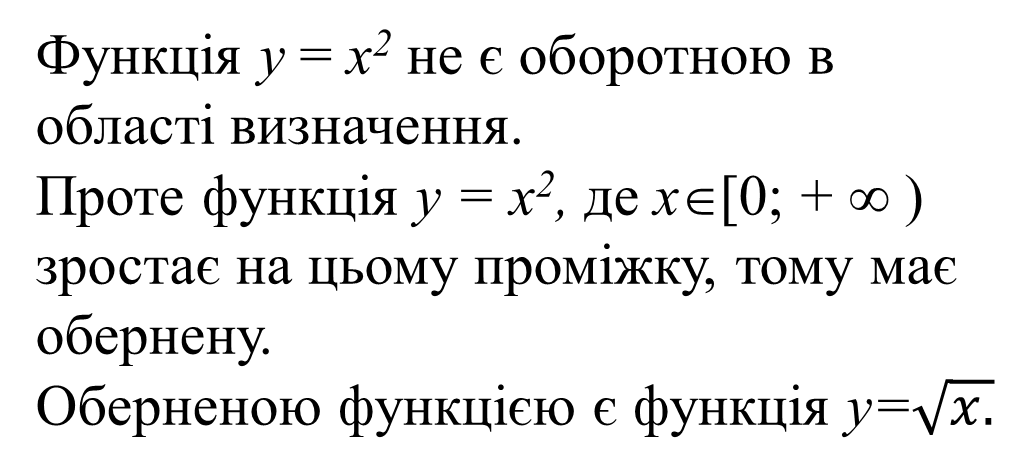 Функція y = x² не є оборотною в
області визначення.
Проте функція y = x², де x∈[0; + ∞ )
зростає на цьому проміжку, тому має
обернену.
Оберненою функцією є функція y=√x.